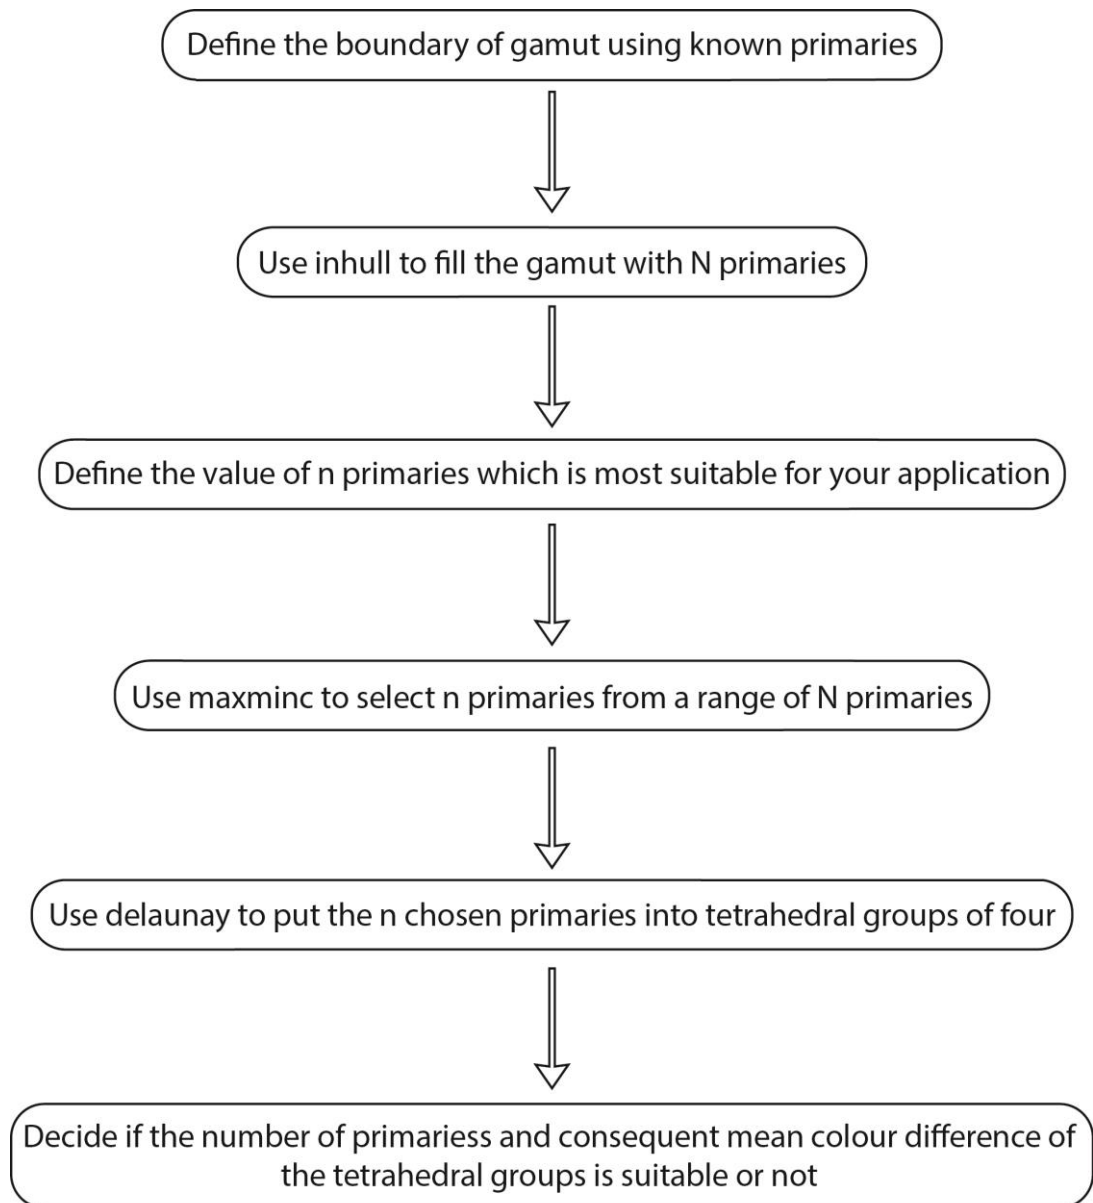 Define the boundary of gamut using known primaries
Use inhull to fill the gamut with N primaries
Define the value of n primaries which is most suitable for your application
Use maxminc to select n primaries from a range of N primaries
Use delaunay to put the n chosen primaries into tetrahedral groups of four
Decide if the number of primariess and consequent mean colour difference of
the tetrahedral groups is suitable or not